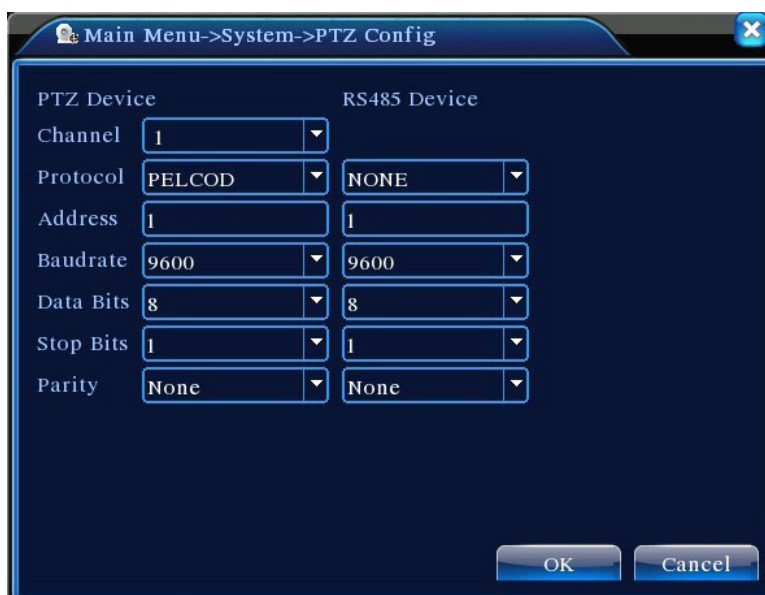 Main Menu->System->PTZ Config
PTZ Device RS485 Device
Channel 1
Protocol PELCOD NONE
Address 1 1
Baudrate 9600 9600
Data Bits 8 8
Stop Bits 1 1
Parity None None
OK Cancel